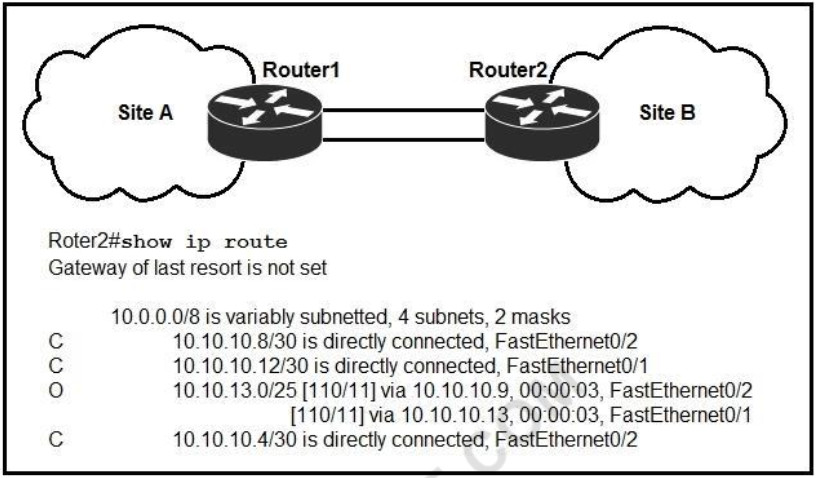 Router1
Router2
Site A
Site B
Roter2#show ip route
Gateway of last resort is not set
10.0.0.0/8 is variably subnetted, 4 subnets, 2 masks
C 10.10.10.8/30 is directly connected, FastEthernet0/2
C 10.10.10.12/30 is directly connected, FastEthernet0/1
O 10.10.13.0/25 [110/11] via 10.10.10.9, 00:00:03, FastEthernet0/2
[110/11] via 10.10.10.13, 00:00:03, FastEthernet0/1
C 10.10.10.4/30 is directly connected, FastEthernet0/2